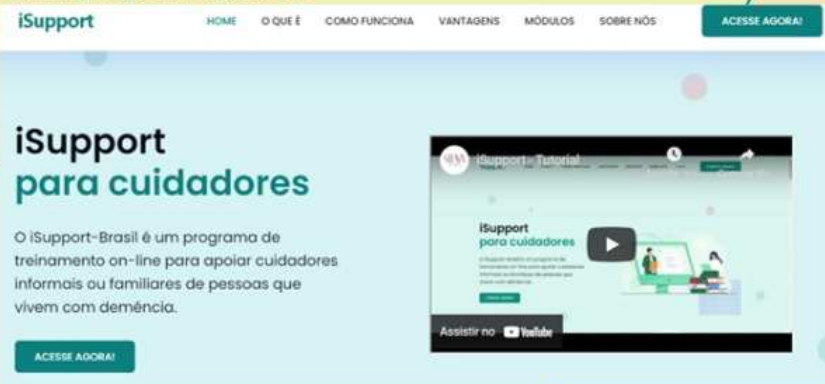 iSupport
HOME O QUE É COMO FUNCIONA VANTAGENS MÓDULOS SOBRE NÓS ACESSE AGORA!
iSupport
para cuidadores
O iSupport-Brasil é um programa de
treinamento on-line para apoiar cuidadores
informais ou familiares de pessoas que
vivem com demência.
ACESSE AGORA!
iSupport - Tutorial
iSupport
para cuidadores
Assistir no YouTube